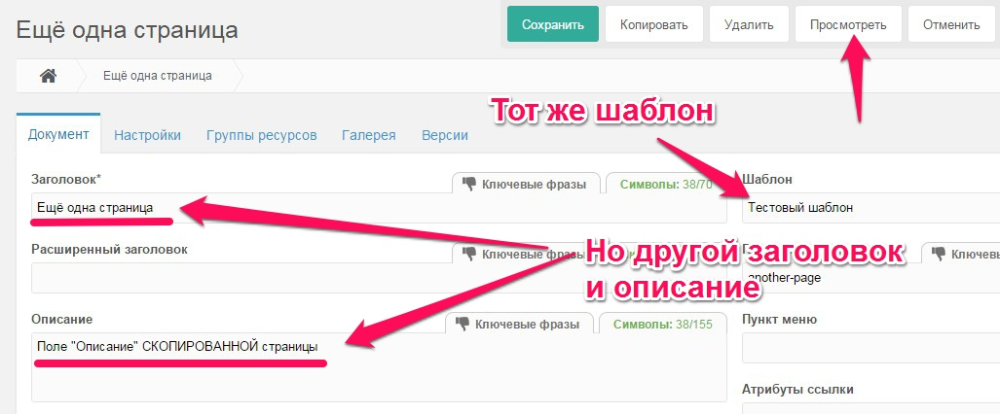 Ещё одна страница
Сохранить Копировать Удалить Просмотреть Отменить
Ещё одна страница
Тот же шаблон
Документ Настройки Группы ресурсов Галерея Версии
Заголовок* Ключевые фразы Символы: 38/70 Шаблон
Ещё одна страница Тестовый шаблон
Расширенный заголовок Ключевые фразы Ключевы
Но другой заголовок
и описание
another-page
Описание Ключевые фразы Символы: 38/155 Пункт меню
Поле "Описание" СКОПИРОВАННОЙ страницы
Атрибуты ссылки